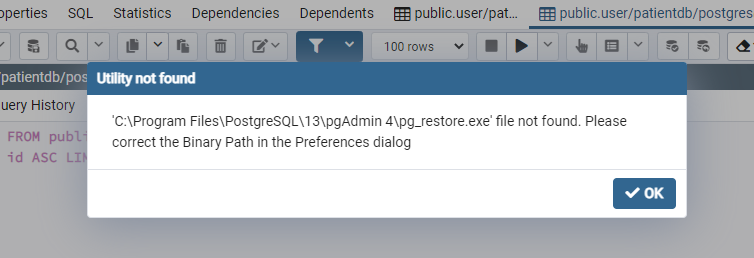 operties SQL Statistics Dependencies Dependents public.user/pat... public.user/patientdb/postgres
100 rows
/patientdb/pos
Utility not found
uery History
'C:\Program Files\PostgreSQL\13\pgAdmin 4\pg_restore.exe' file not found. Please
correct the Binary Path in the Preferences dialog
FROM publi
id ASC LIM
OK